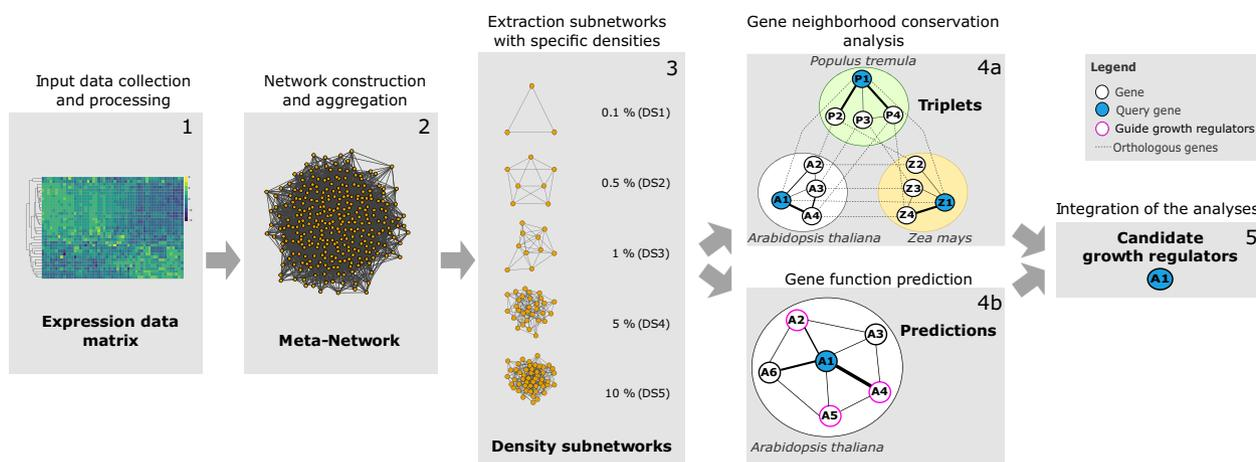 Input data collection
and processing
1
Expression data
matrix
Network construction
and aggregation
2
Meta-Network
Extraction subnetworks
with specific densities
3
0.1 % (DS1)
0.5 % (DS2)
1 % (DS3)
5 % (DS4)
10 % (DS5)
Density subnetworks
Gene neighborhood conservation
analysis
4a
Populus tremula
P1
Triplets
P2
P3
P4
A2
A3
A1
A4
Z2
Z3
Z1
Z4
Arabidopsis thaliana
Zea mays
Gene function prediction
4b
Predictions
A2
A3
A1
A6
A4
A5
Arabidopsis thaliana
Legend
Gene
Query gene
Guide growth regulators
Orthologous genes
Integration of the analyses
5
Candidate
growth regulators
A1